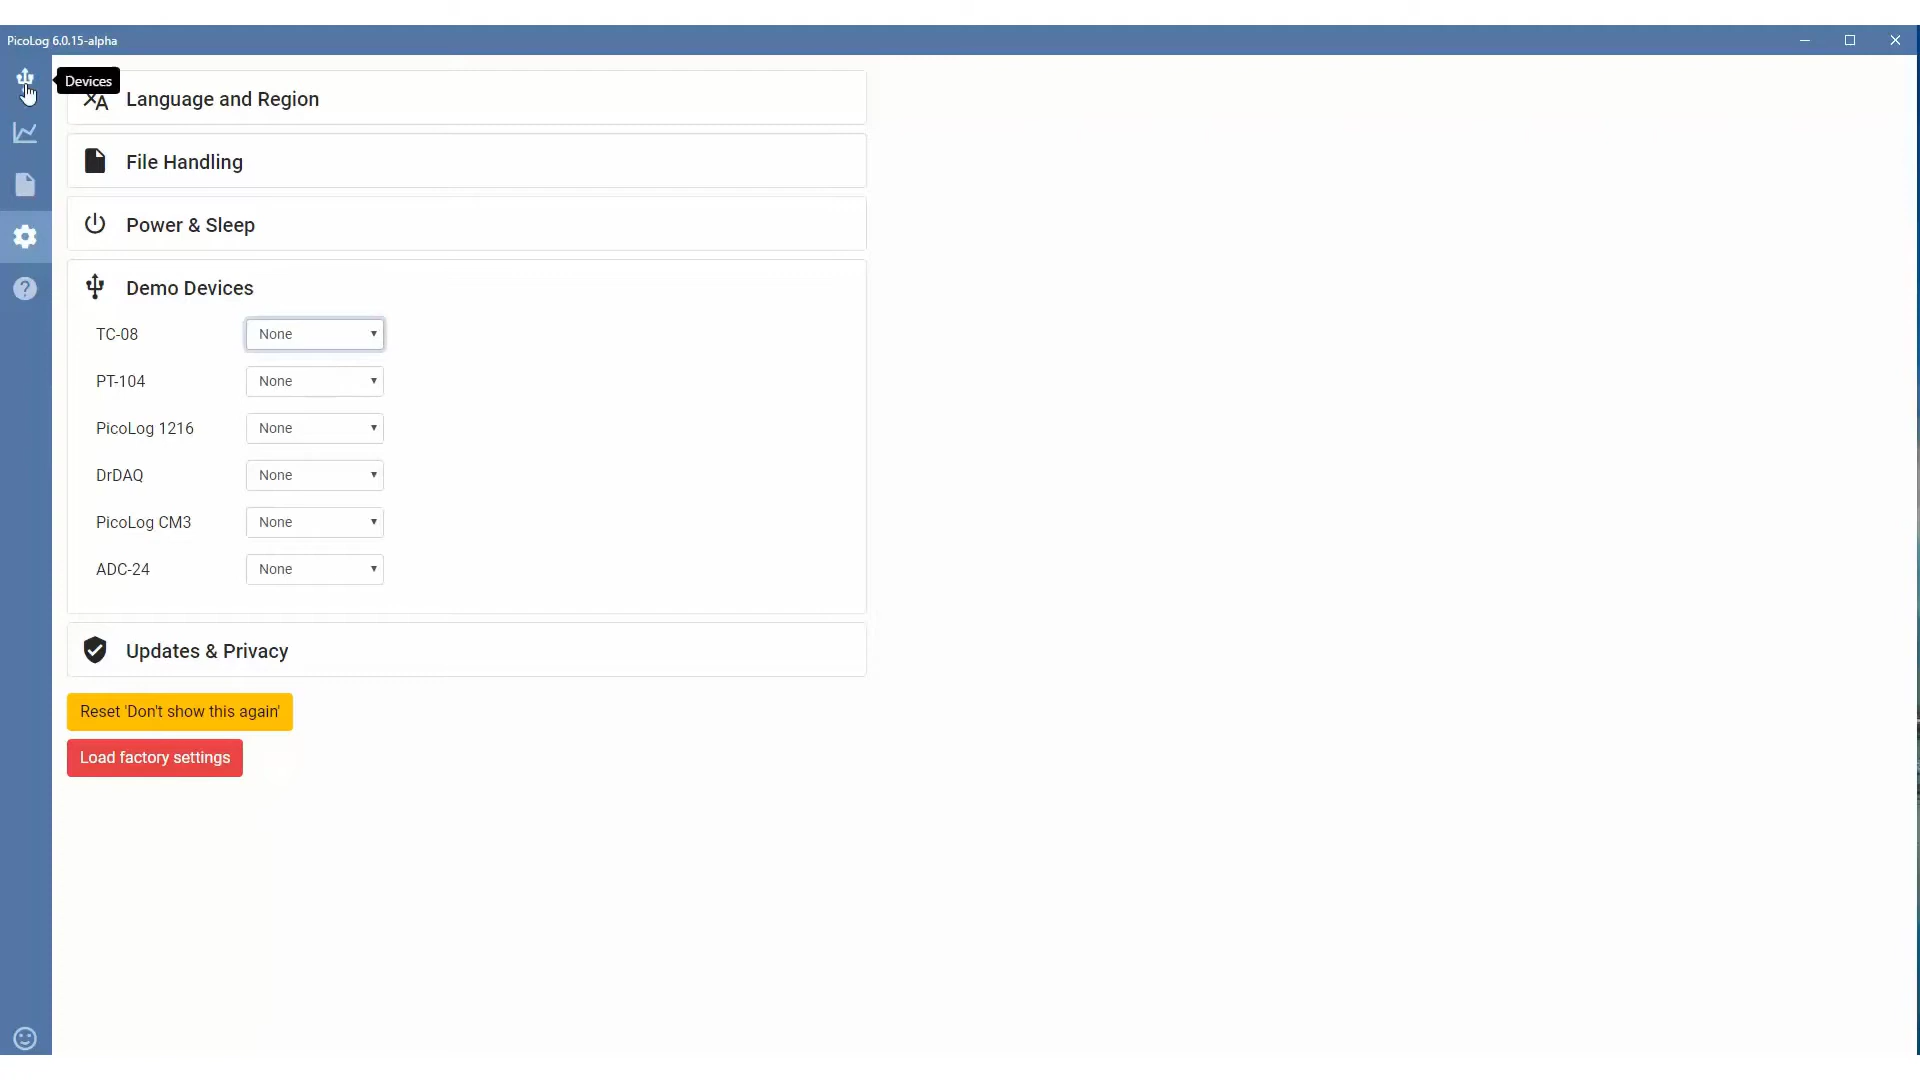 PicoLog 6.0.15-alpha
Devices
Language and Region
File Handling
Power & Sleep
Demo Devices
TC-08 None
PT-104 None
PicoLog 1216 None
DrDAQ None
PicoLog CM3 None
ADC-24 None
Updates & Privacy
Reset 'Don't show this again'
Load factory settings